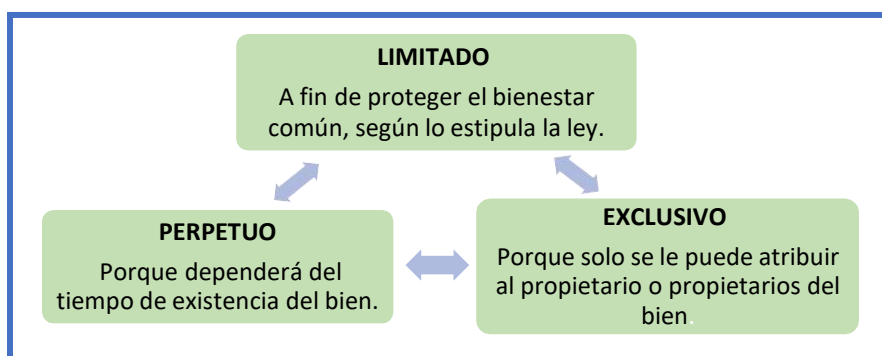 LIMITADO
A fin de proteger el bienestar
común, según lo estipula la ley.
PERPETUO
Porque dependerá del
tiempo de existencia del bien.
EXCLUSIVO
Porque solo se le puede atribuir
al propietario o propietarios del
bien.